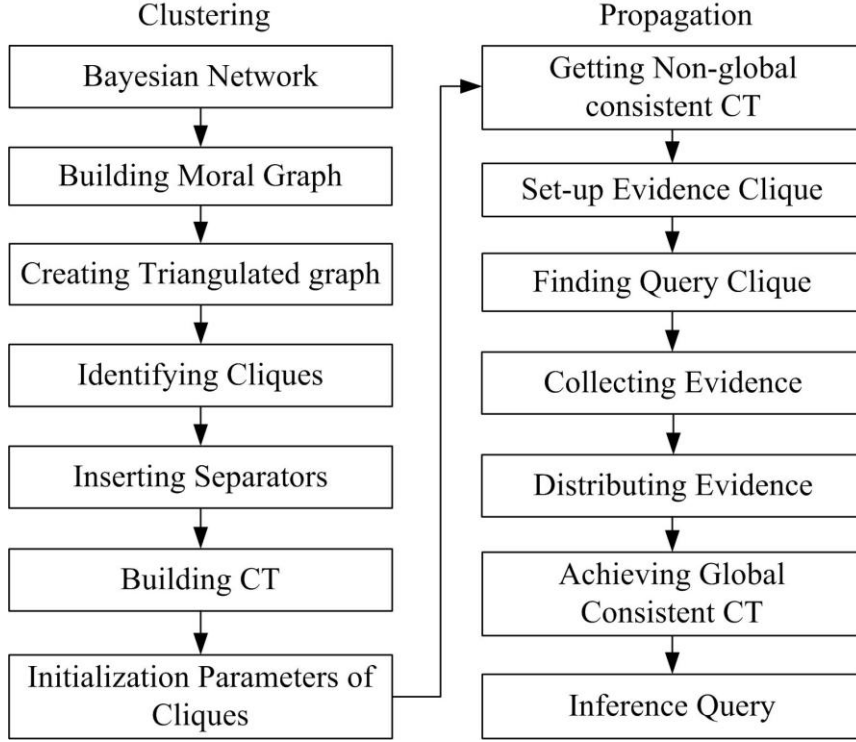 Clustering
Bayesian Network
Building Moral Graph
Creating Triangulated graph
Identifying Cliques
Inserting Separators
Building CT
Initialization Parameters of
Cliques
Propagation
Getting Non-global
consistent CT
Set-up Evidence Clique
Finding Query Clique
Collecting Evidence
Distributing Evidence
Achieving Global
Consistent CT
Inference Query